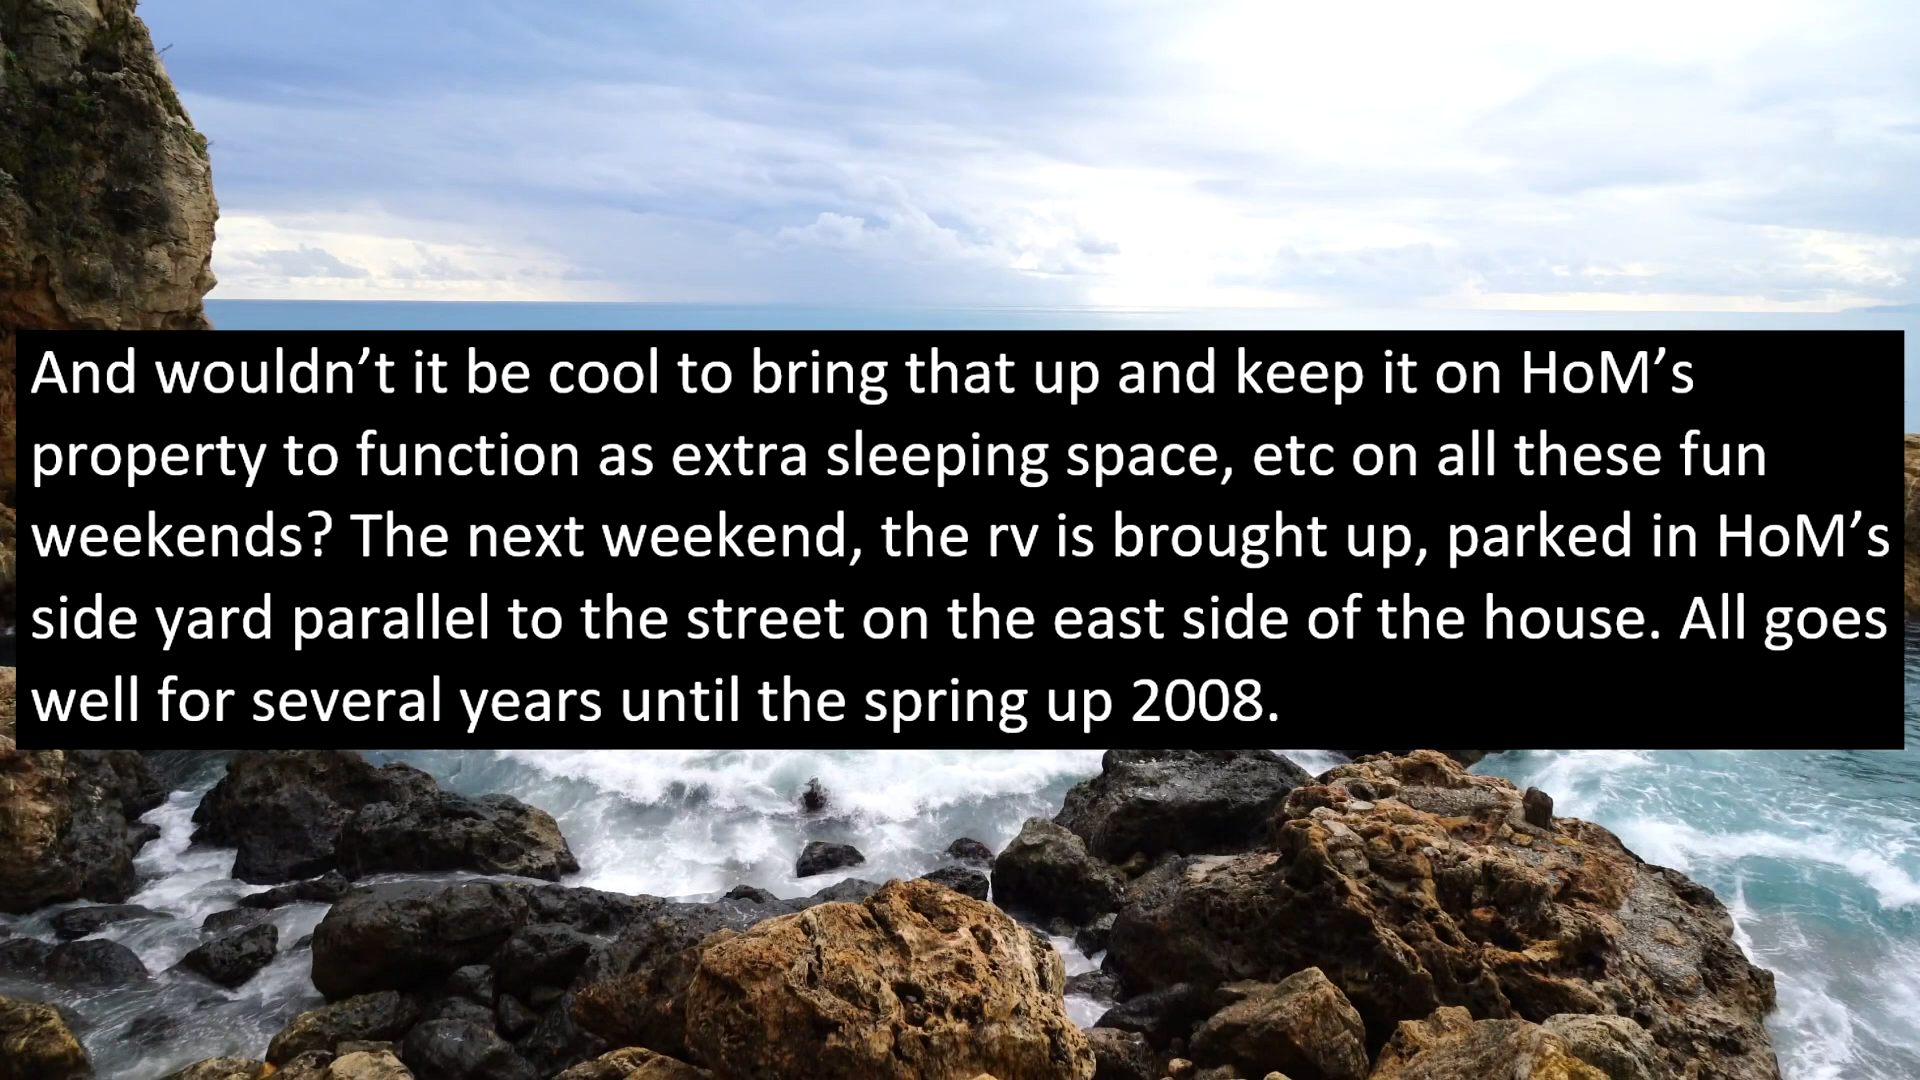 And wouldn’t it be cool to bring that up and keep it on HoM’s
property to function as extra sleeping space, etc on all these fun
weekends? The next weekend, the rv is brought up, parked in HoM’s
side yard parallel to the street on the east side of the house. All goes
well for several years until the spring up 2008.